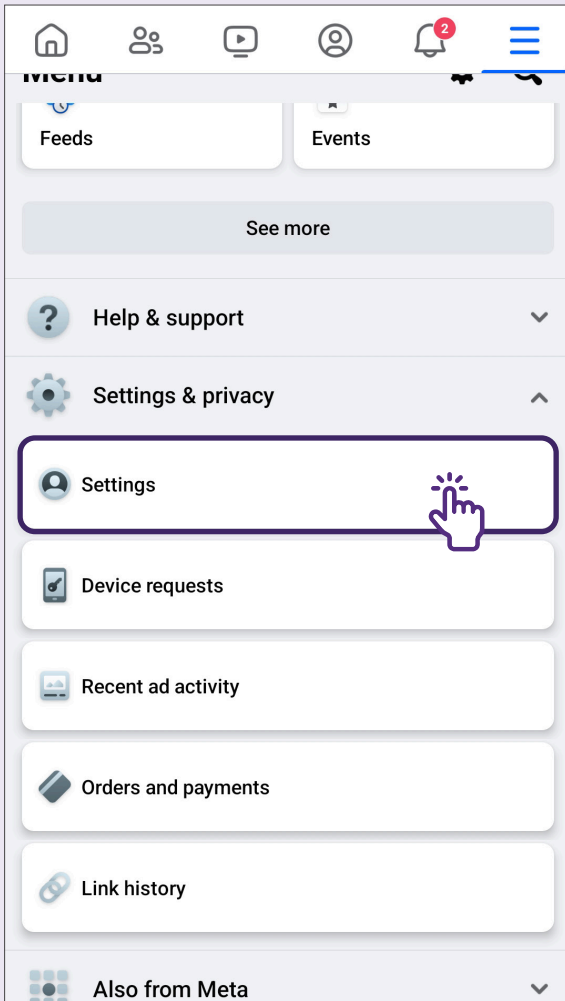 2
Menu
Feeds
Events
See more
Help & support
Settings & privacy
Settings
Device requests
Recent ad activity
Orders and payments
Link history
Also from Meta